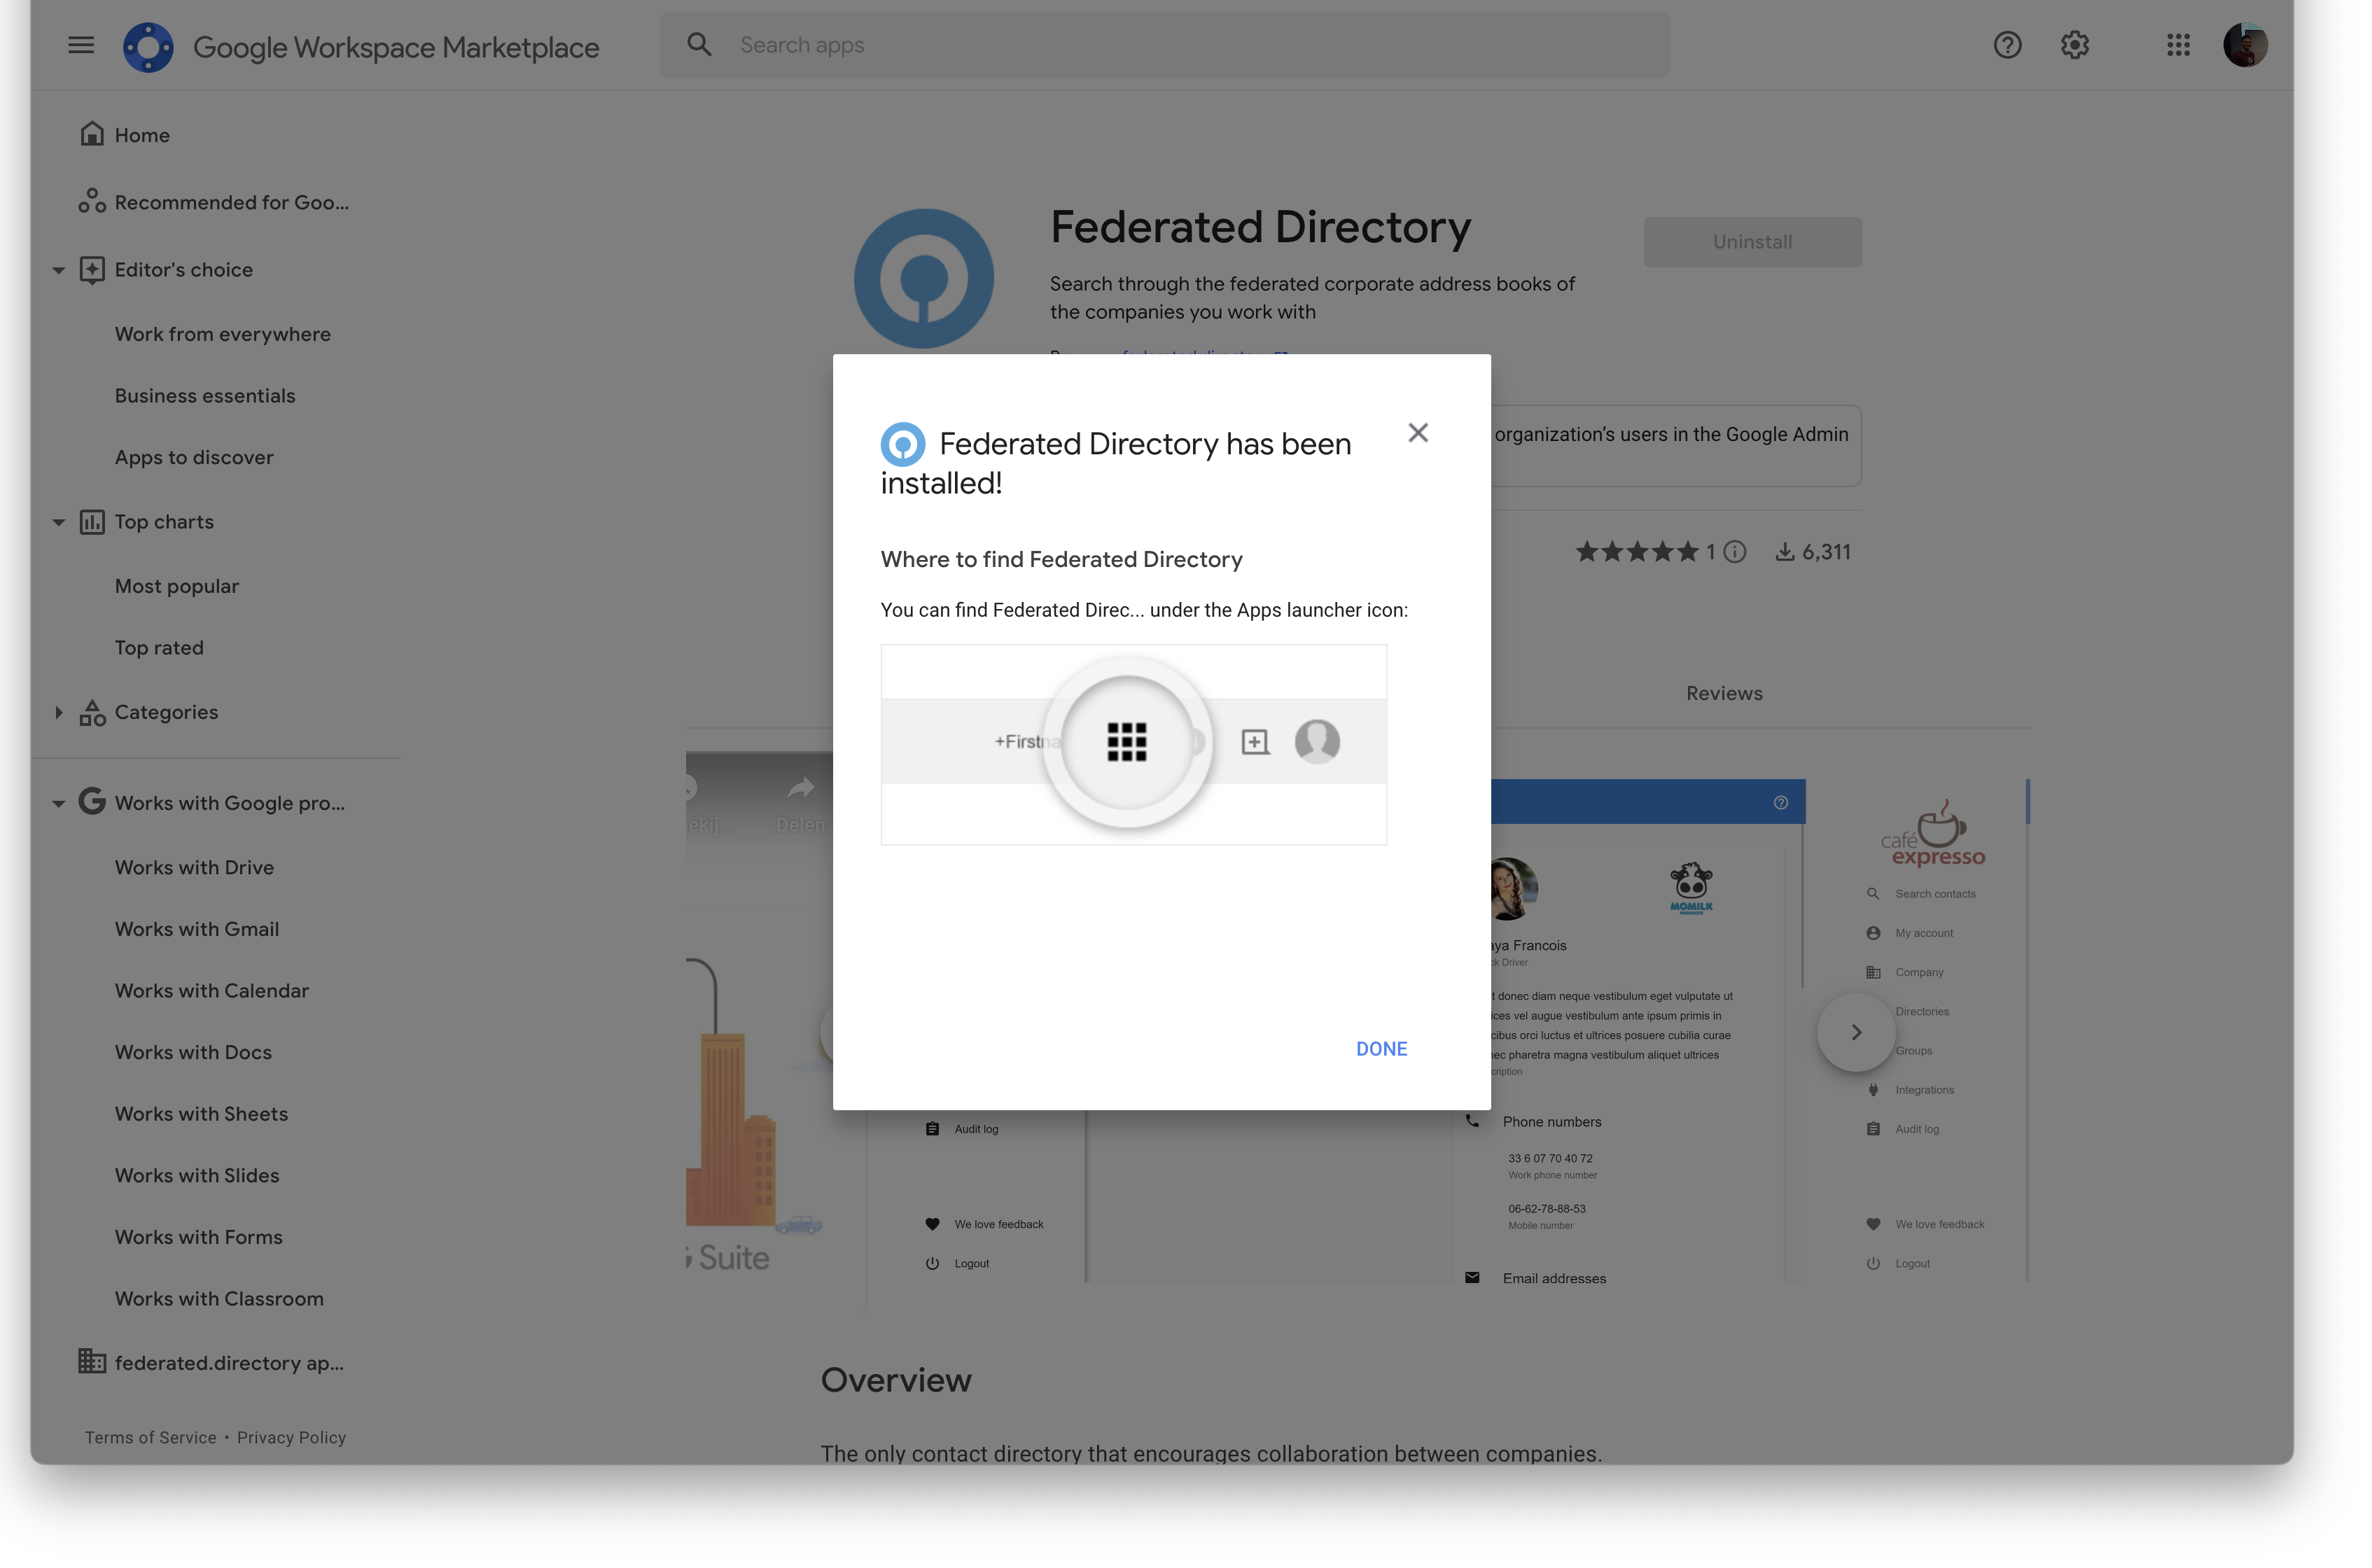 Google Workspace Marketplace
Search apps
Home
Recommended for Goo...
Editor's choice
Work from everywhere
Business essentials
Apps to discover
Top charts
Most popular
Top rated
Categories
Works with Google pro...
Works with Drive
Works with Gmail
Works with Calendar
Works with Docs
Works with Sheets
Works with Slides
Works with Forms
Works with Classroom
federated.directory ap...
Terms of Service • Privacy Policy
Federated Directory
Uninstall
Search through the federated corporate address books of
the companies you work with
organization's users in the Google Admin
1
6,311
Reviews
Federated Directory has been
installed!
Where to find Federated Directory
You can find Federated Direc... under the Apps launcher icon:
+Firstna
DONE
Delen
Suite
Audit log
We love feedback
Logout
MOMILK
PRODUCTS
aya Francois
ck Driver
t donec diam neque vestibulum eget vulputate ut
ices vel augue vestibulum ante ipsum primis in
cibus orci luctus et ultrices posuere cubilia curae
nec pharetra magna vestibulum aliquet ultrices
cription
Phone numbers
33 6 07 70 40 72
Work phone number
06-62-78-88-53
Mobile number
Email addresses
café
expresso
Search contacts
My account
Company
Directories
Groups
Integrations
Audit log
We love feedback
Logout
Overview
The only contact directory that encourages collaboration between companies.